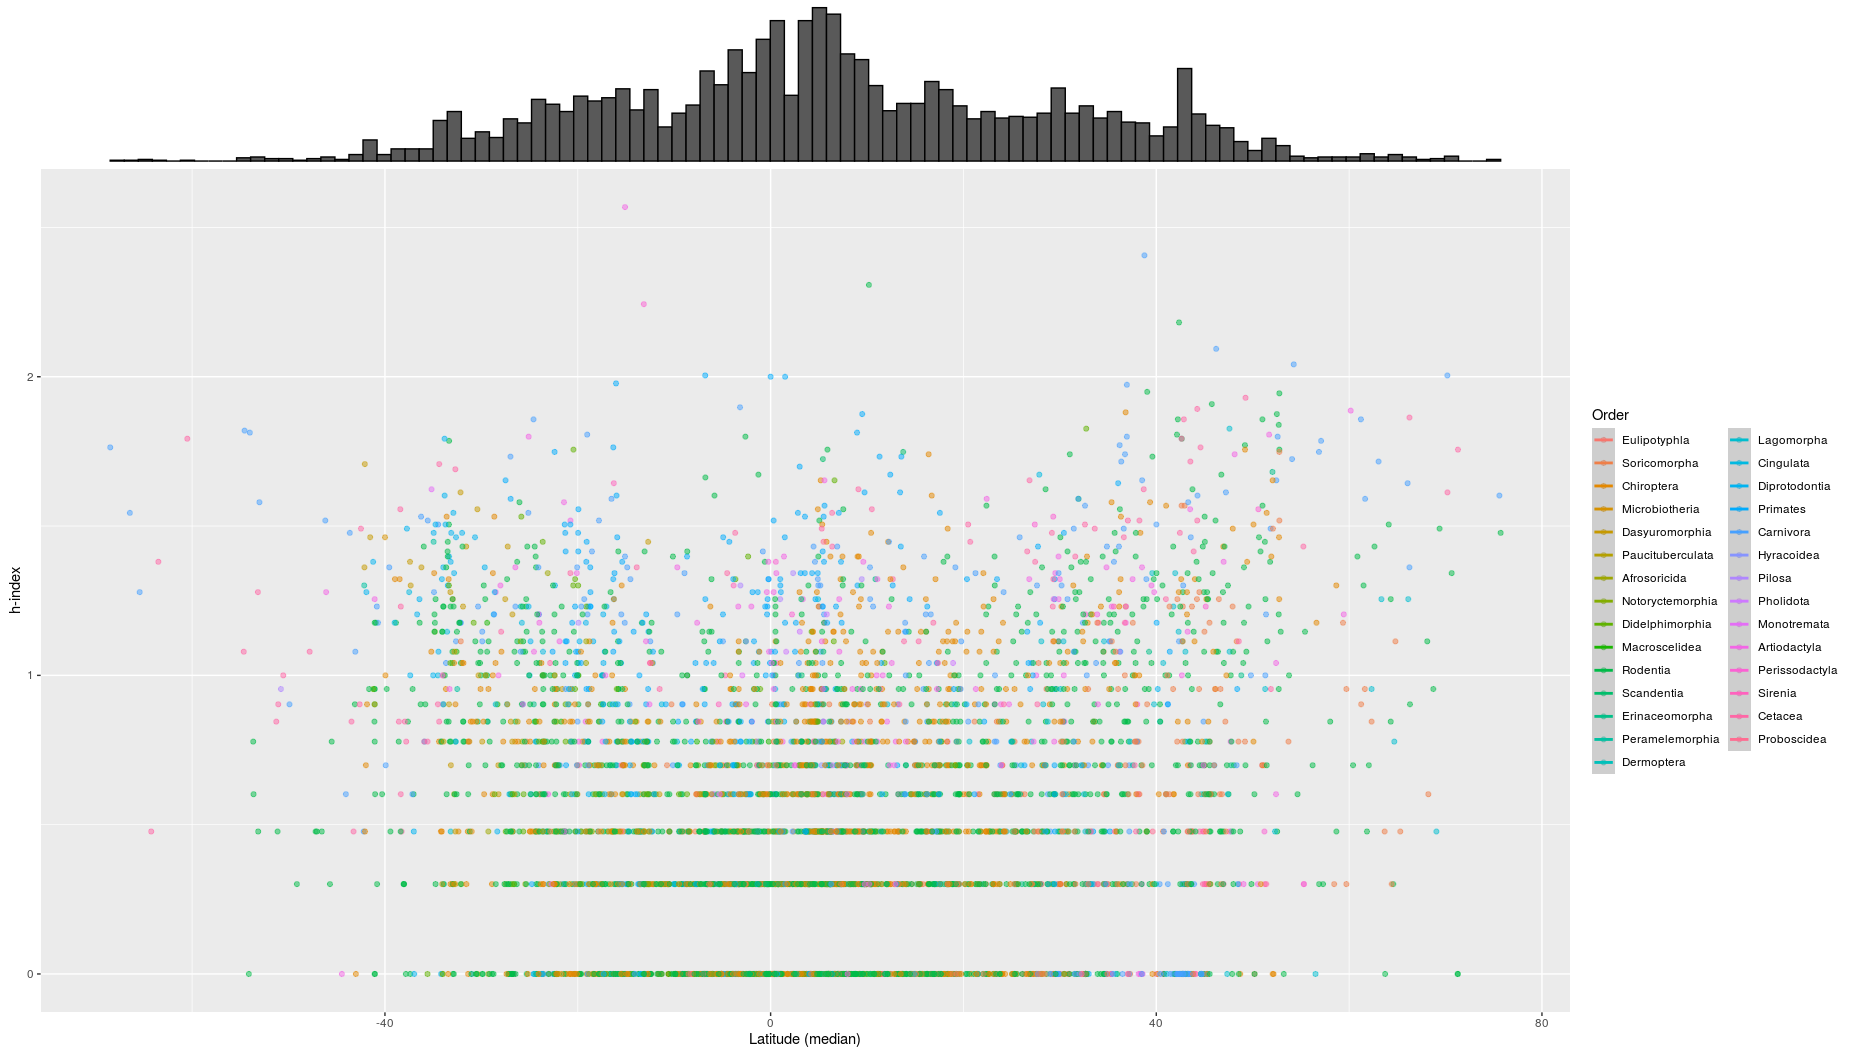 2
1
0
h-index
-40
0
40
80
Latitude (median)
Order
Eulipotyphla
Soricomorpha
Chiroptera
Microbiotheria
Dasyuromorphia
Paucituberculata
Afrosoricida
Notoryctemorphia
Didelphimorphia
Macroscelidea
Rodentia
Scandentia
Erinaceomorpha
Peramelemorphia
Dermoptera
Lagomorpha
Cingulata
Diprotodontia
Primates
Carnivora
Hyracoidea
Pilosa
Pholidota
Monotremata
Artiodactyla
Perissodactyla
Sirenia
Cetacea
Proboscidea